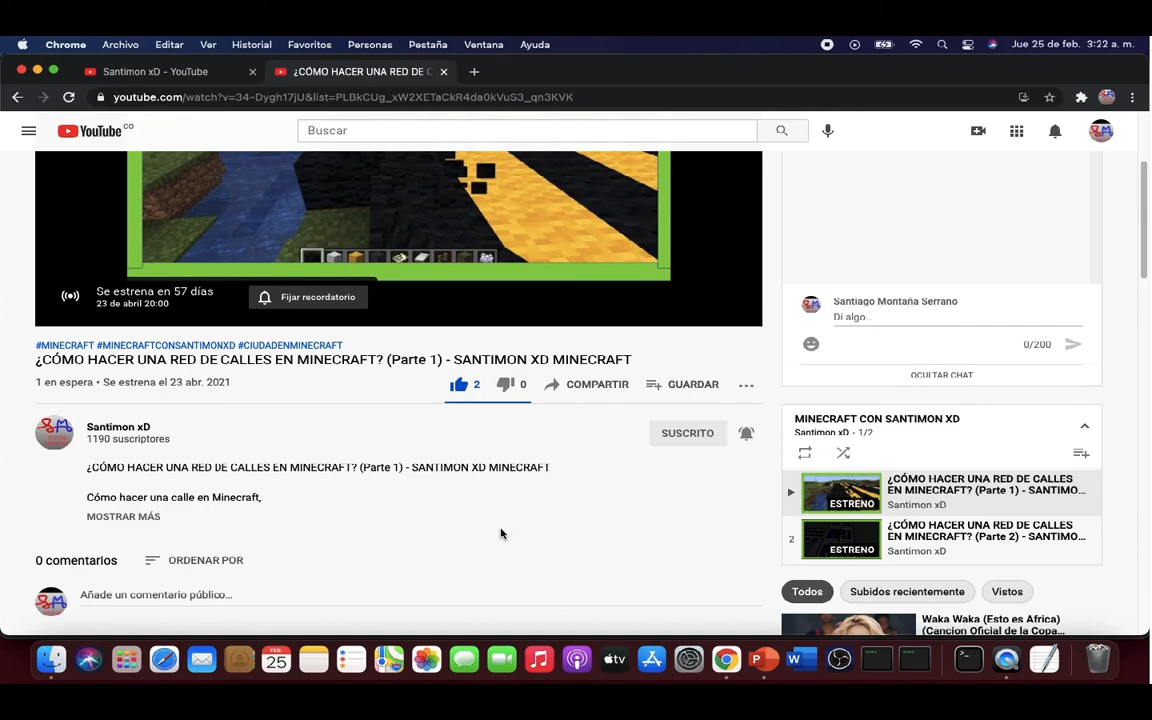 Chrome Archivo Editar Ver Historial Favoritos Personas Pestaña Ventana Ayuda Jue 25 de feb. 3:22 a. m.
Santimon xD - YouTube
¿CÓMO HACER UNA RED DE C
youtube.com/watch?v=34-Dygh17jU&list=PLBkCUg_xW2XETaCkR4da0kVuS3_qn3KVK
YouTube CO
Buscar
Se estrena en 57 días
23 de abril 20:00
Fijar recordatorio
#MINECRAFT #MINECRAFTCONSANTIMONXD #CIUDADENMINECRAFT
¿CÓMO HACER UNA RED DE CALLES EN MINECRAFT? (Parte 1) - SANTIMON XD MINECRAFT
1 en espera • Se estrena el 23 abr. 2021
2 0 COMPARTIR GUARDAR
Santimon xD
1190 suscriptores
SUSCRITO
¿CÓMO HACER UNA RED DE CALLES EN MINECRAFT? (Parte 1) - SANTIMON XD MINECRAFT
Cómo hacer una calle en Minecraft,
MOSTRAR MÁS
0 comentarios ORDENAR POR
Añade un comentario público...
Santiago Montaña Serrano
Di algo...
0/200
OCULTAR CHAT
MINECRAFT CON SANTIMON XD
Santimon xD - 1/2
¿CÓMO HACER UNA RED DE CALLES
EN MINECRAFT? (Parte 1) - SANTIMO...
ESTRENO
Santimon xD
2
¿CÓMO HACER UNA RED DE CALLES
EN MINECRAFT? (Parte 2) - SANTIMO...
ESTRENO
Santimon xD
Todos Subidos recientemente Vistos
Waka Waka (Esto es Africa)
(Cancion Oficial de la Copa...
FEB
25
tv